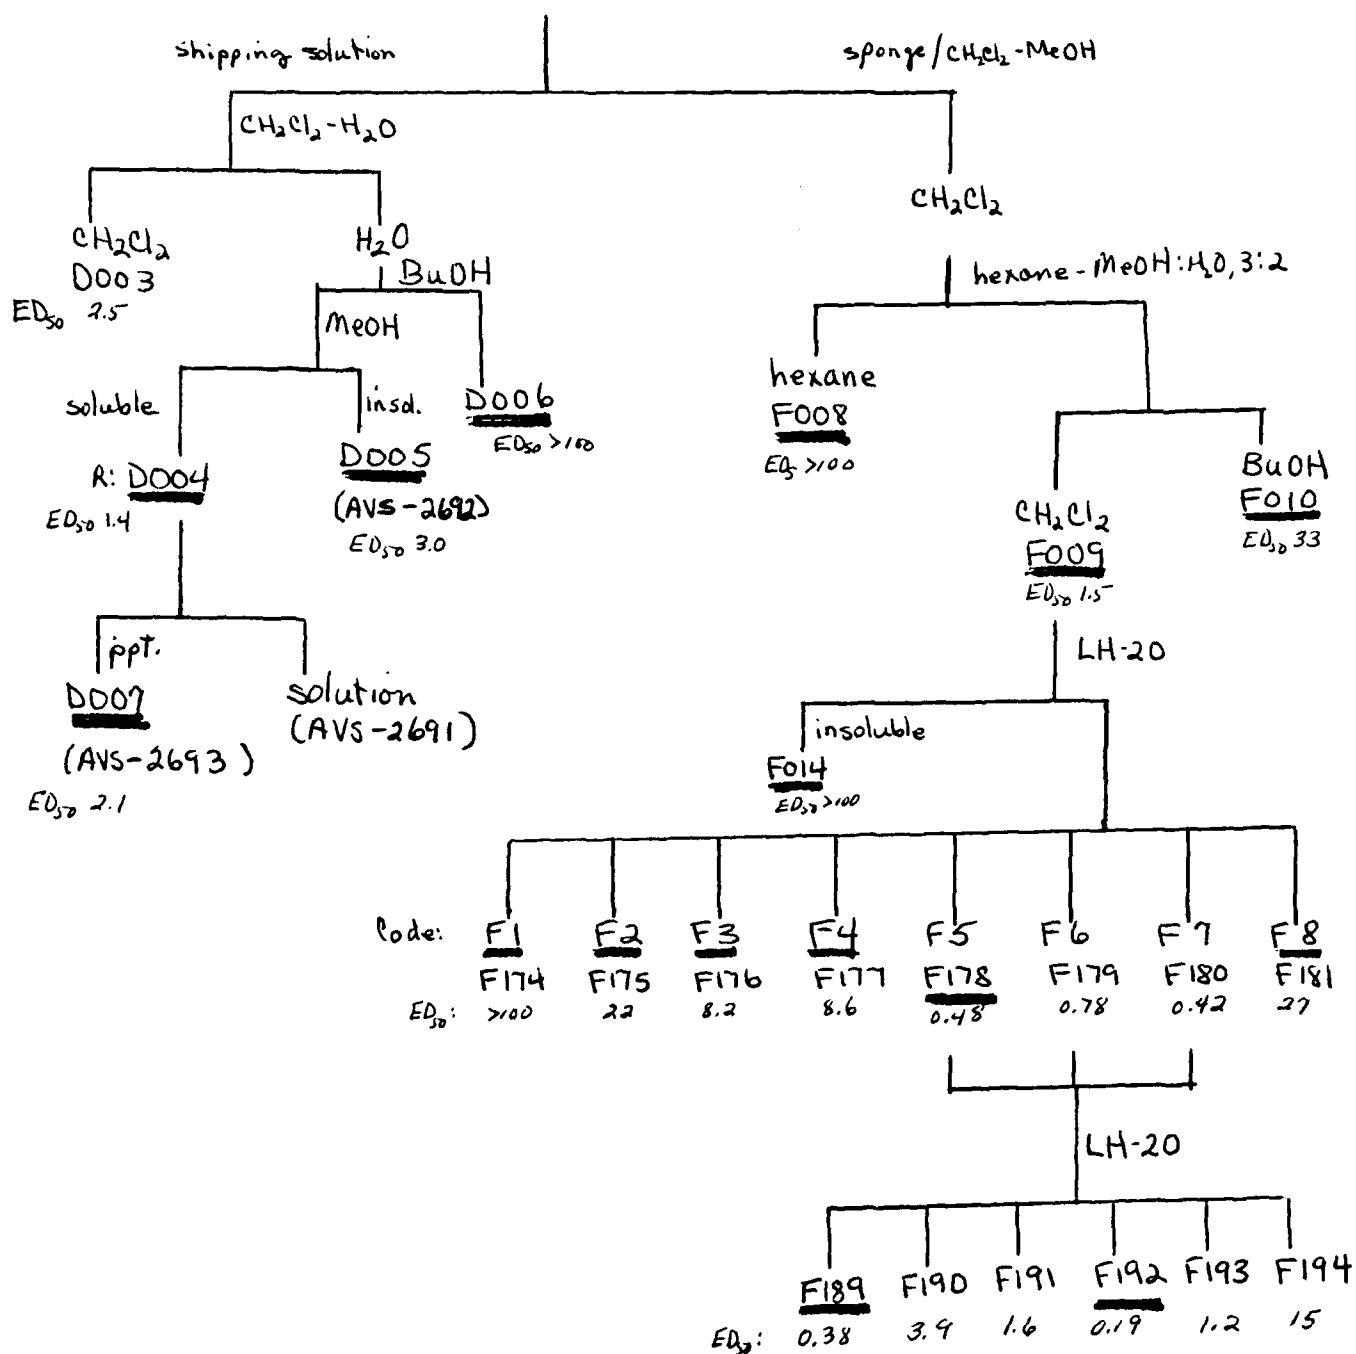 shipping solution
sponge/CH₂Cl₂-MeOH
CH₂Cl₂-H₂O
CH₂Cl₂
CH₂Cl₂
D003
ED₅₀ 2.5
H₂O
BuOH
hexane-MeOH:H₂O, 3:2
MeOH
soluble
insol.
D006
ED₅₀ >100
hexane
F008
ED₅ >100
R: D004
ED₅₀ 1.4
D005
(AVS-2692)
ED₅₀ 3.0
CH₂Cl₂
F009
ED₅₀ 1.5
BuOH
F010
ED₅₀ 33
LH-20
ppt.
D007
(AVS-2693)
ED₅₀ 2.1
solution
(AVS-2691)
insoluble
F014
ED₅₀ >100
Code: F1 F2 F3 F4 F5 F6 F7 F8
F174 F175 F176 F177 F178 F179 F180 F181
ED₅₀: >100 22 8.2 8.6 0.48 0.78 0.42 27
LH-20
F189 F190 F191 F192 F193 F194
ED₅₀: 0.38 3.9 1.6 0.19 1.2 15